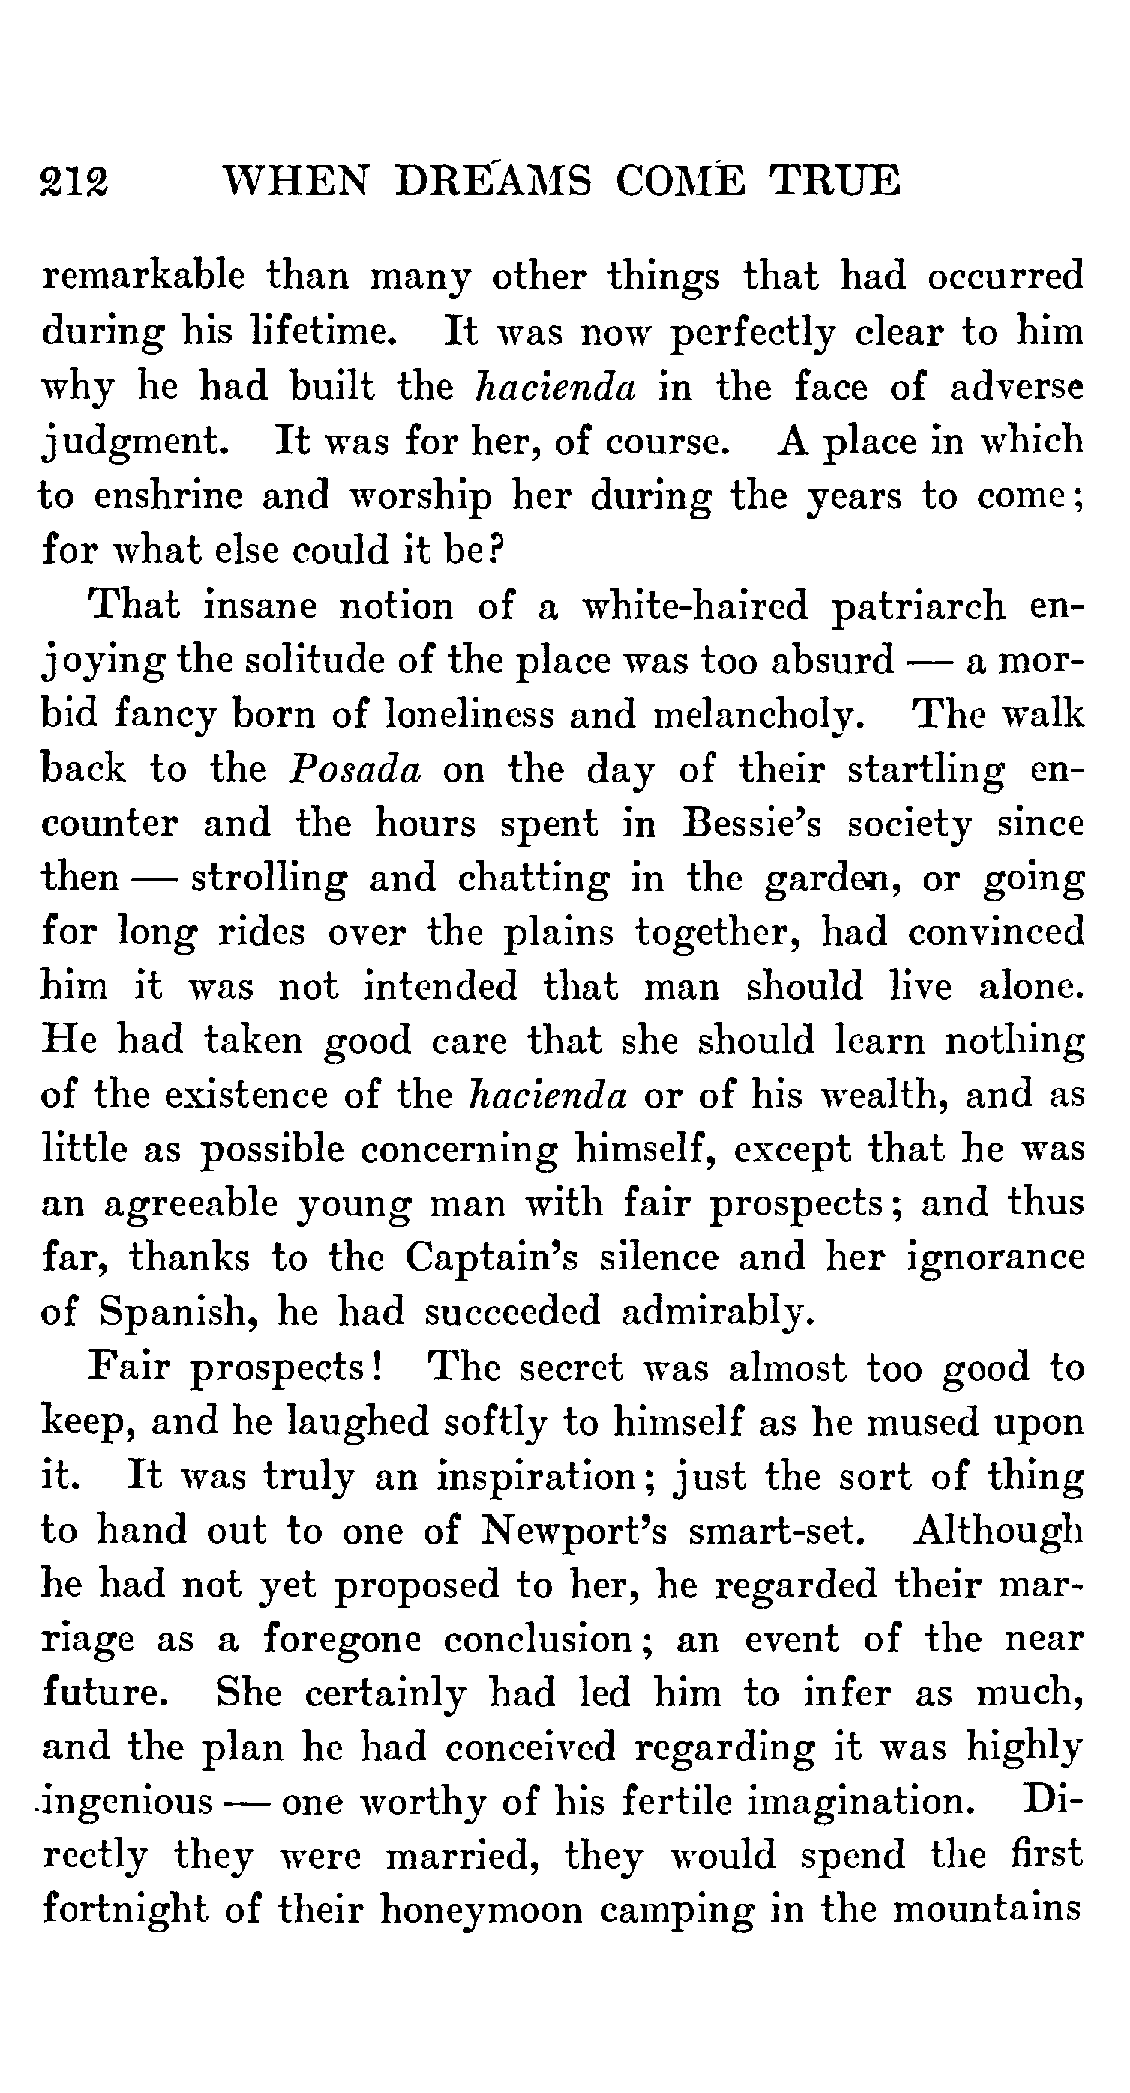 212 WHEN DREAMS COME TRUE
remarkable than many other things that had occurred
during his lifetime. It was now perfectly clear to him
why he had built the hacienda in the face of adverse
judgment. It was for her, of course. A place in which
to enshrine and worship her during the years to come;
for what else could it be?
That insane notion of a white-haired patriarch en-
joying the solitude of the place was too absurd — a mor-
bid fancy born of loneliness and melancholy. The walk
back to the Posada on the day of their startling en-
counter and the hours spent in Bessie's society since
then — strolling and chatting in the garden, or going
for long rides over the plains together, had convinced
him it was not intended that man should live alone.
He had taken good care that she should learn nothing
of the existence of the hacienda or of his wealth, and as
little as possible concerning himself, except that he was
an agreeable young man with fair prospects; and thus
far, thanks to the Captain's silence and her ignorance
of Spanish, he had succeeded admirably.
Fair prospects! The secret was almost too good to
keep, and he laughed softly to himself as he mused upon
it. It was truly an inspiration; just the sort of thing
to hand out to one of Newport's smart-set. Although
he had not yet proposed to her, he regarded their mar-
riage as a foregone conclusion; an event of the near
future. She certainly had led him to infer as much,
and the plan he had conceived regarding it was highly
ingenious — one worthy of his fertile imagination. Di-
rectly they were married, they would spend the first
fortnight of their honeymoon camping in the mountains